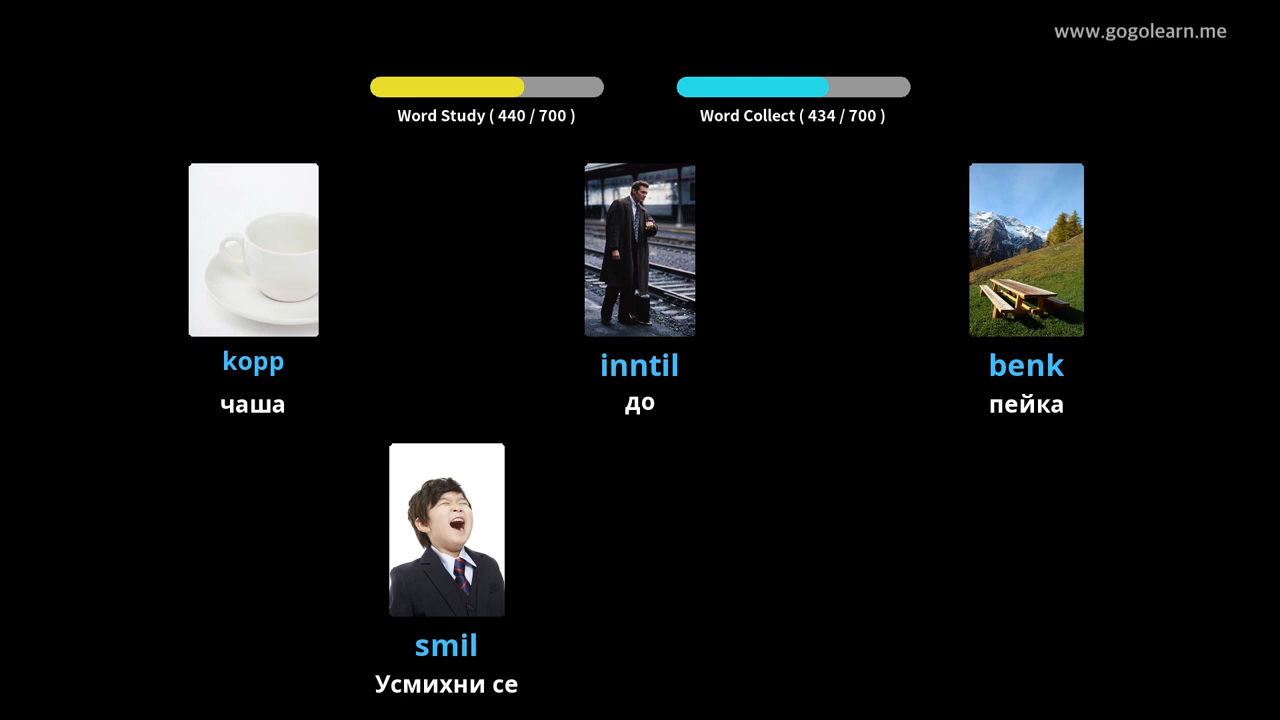 www.gogolearn.me
Word Study ( 440 / 700 )
Word Collect ( 434 / 700 )
kopp
inntil
benk
чаша
до
пейка
smil
Усмихни се